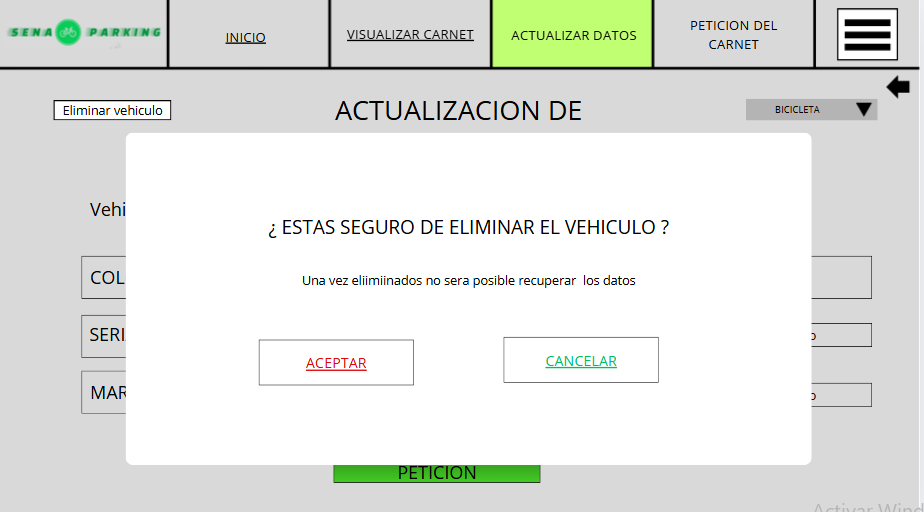 SENA PARKING
INICIO
VISUALIZAR CARNET
ACTUALIZAR DATOS
PETICION DEL
CARNET
Eliminar vehiculo
ACTUALIZACION DE
BICICLETA
Vehi
¿ ESTAS SEGURO DE ELIMINAR EL VEHICULO ?
Una vez eliimiinados no sera posible recuperar los datos
COL
SERI
MAR
ACEPTAR
CANCELAR
PETICION
Activar Wind